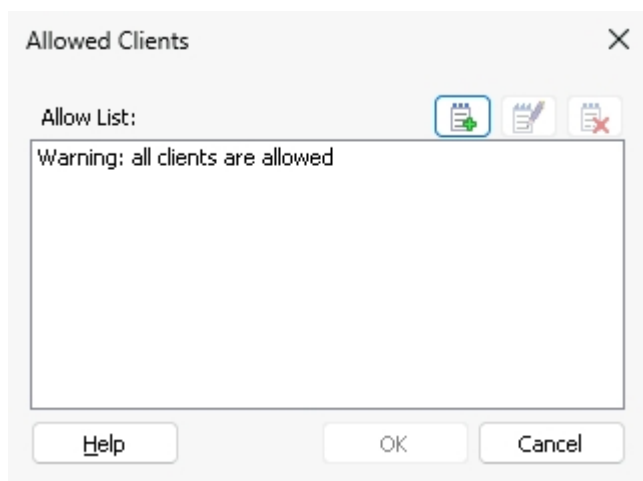 Allowed Clients
Allow List:
Warning: all clients are allowed
Help
OK
Cancel